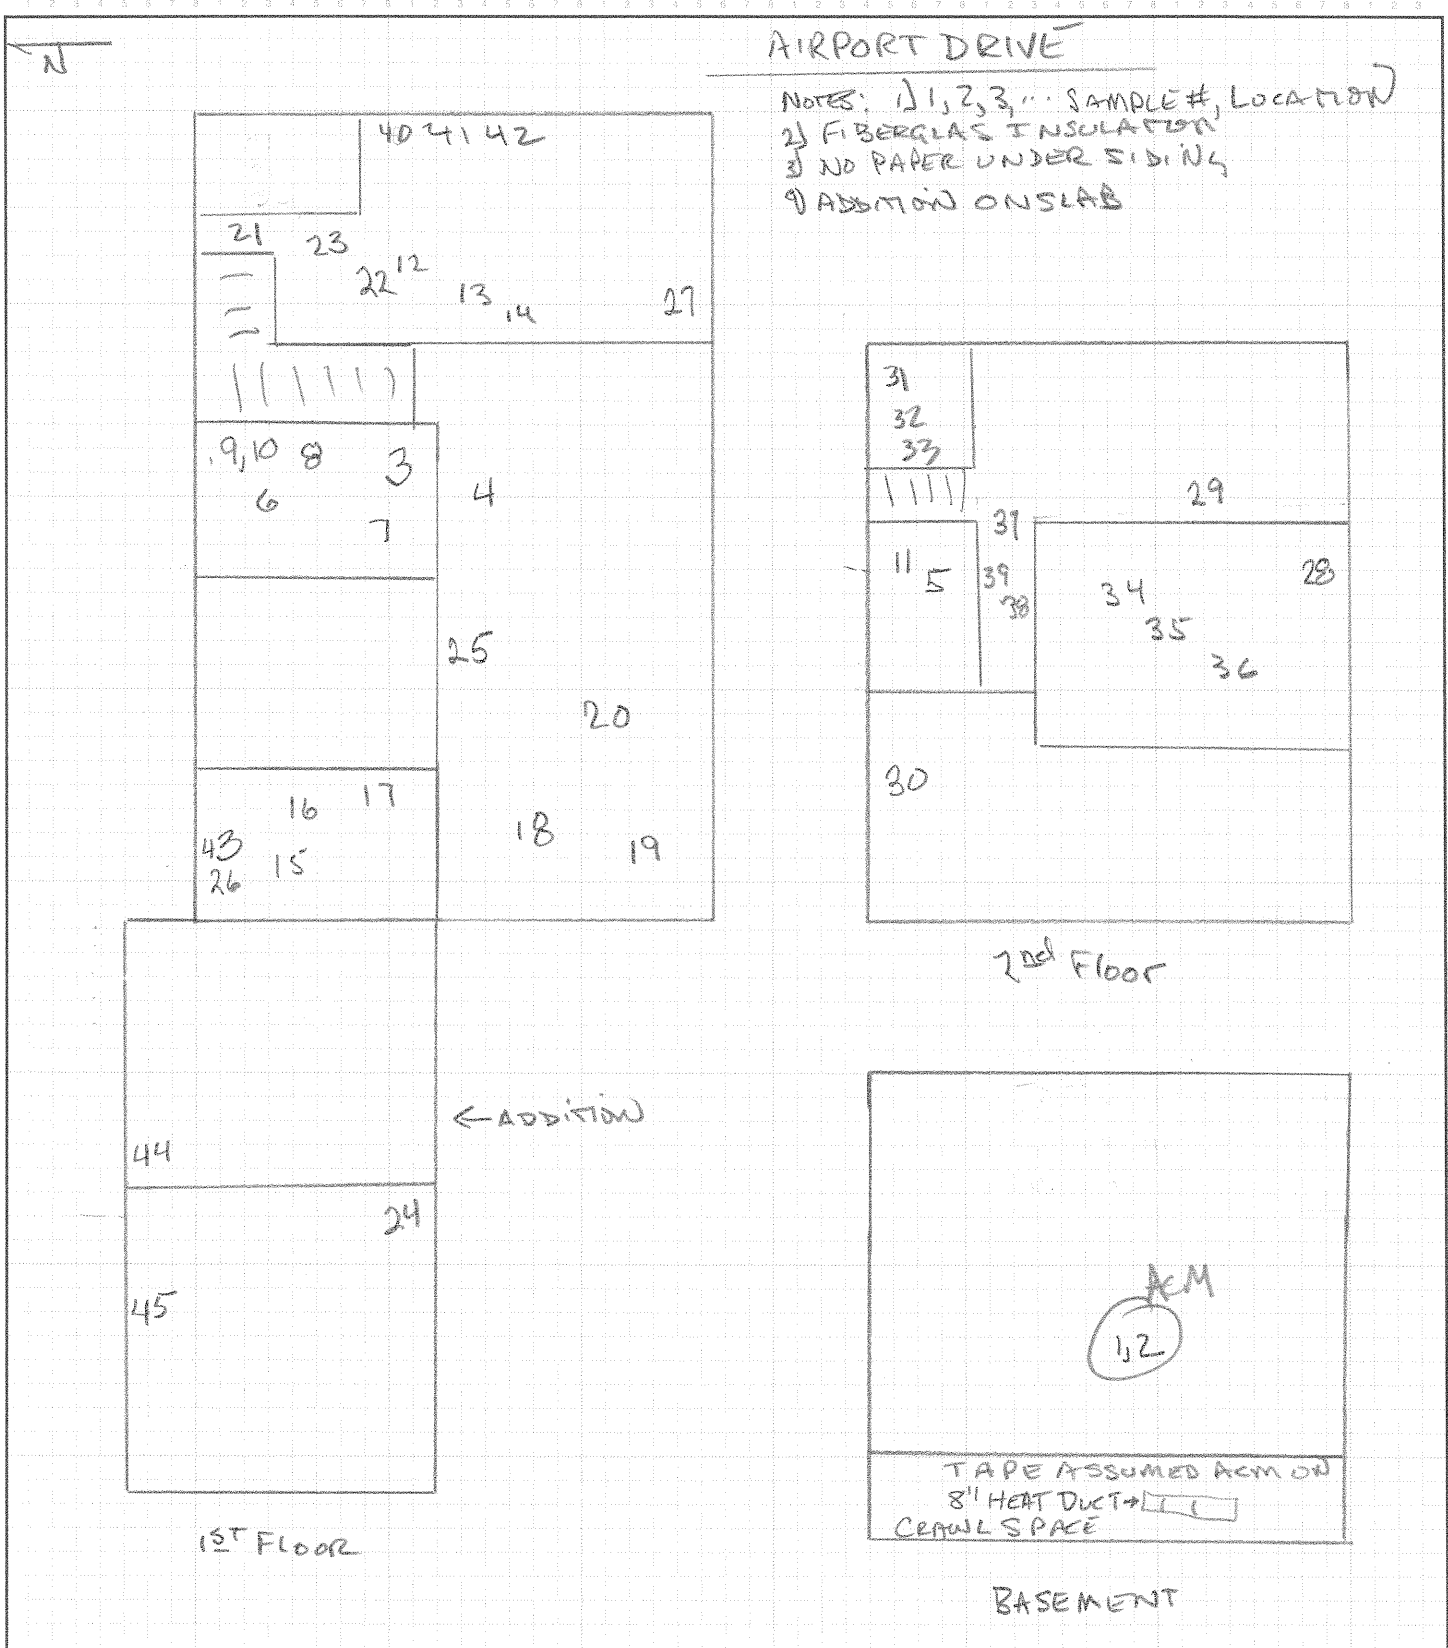 N
AIRPORT DRIVE
NOTES: 1) 1, 2, 3, ... SAMPLE #, LOCATION
2) FIBERGLAS INSULATION
3) NO PAPER UNDER SIDING
4) ADDITION ON SLAB
40 41 42
21 23
22 12
13
14
27
9,10 8 3
6
7
4
25
20
16 17
18
19
43
26 15
←ADDITION
44
24
45
1ST FLOOR
31
32
33
29
37
11 5
39
38
34
35
36
28
30
2nd FLOOR
ACM
1,2
TAPE ASSUMED ACM ON
8" HEAT DUCT→
CRAWL SPACE
BASEMENT